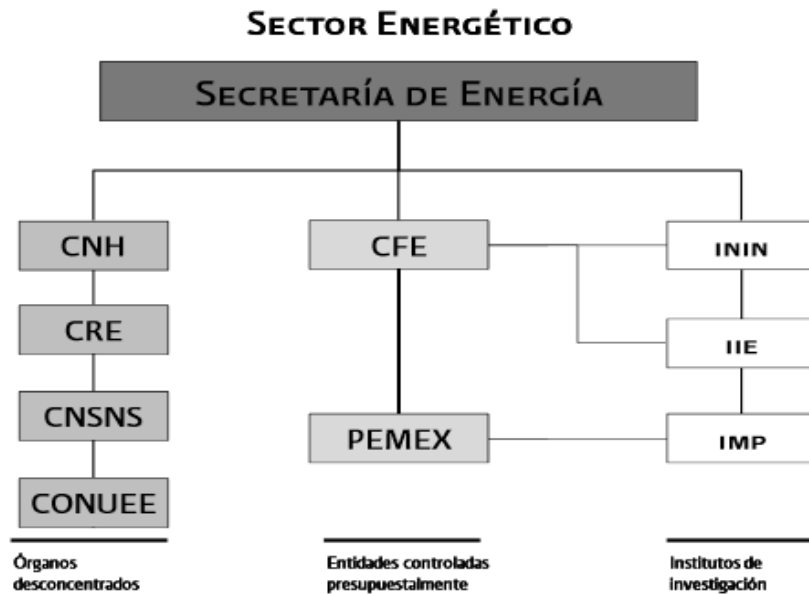 SECTOR ENERGÉTICO
SECRETARÍA DE ENERGÍA
CNH
CRE
CNSNS
CONUEE
Órganos
desconcentrados
CFE
PEMEX
Entidades controladas
presupuestalmente
ININ
IIE
IMP
Institutos de
investigación